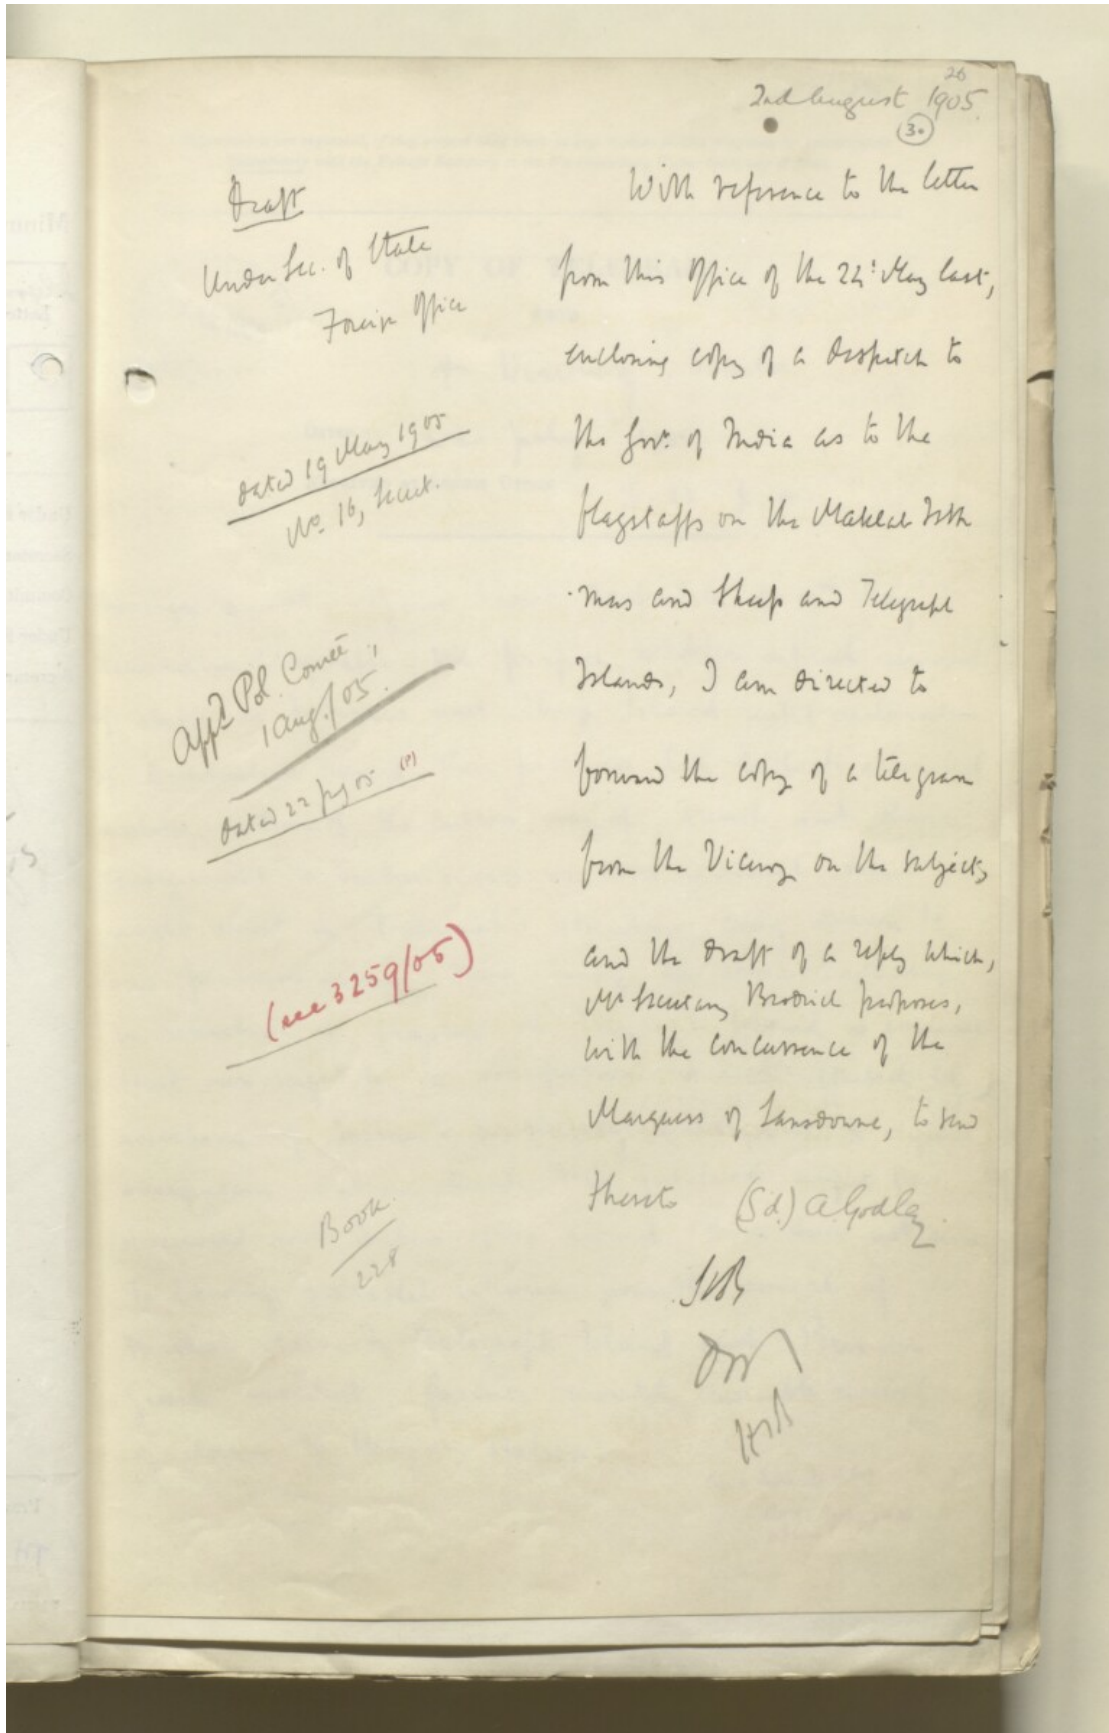 26
2nd August 1905.
30
Draft
Under Sec. of State
Foreign Office
dated 19 May 1905
No. 16, Secret.
Appd Pol. Comee.,
1 Aug./05.
dated 22 July 05 (P)
(see 3259/05)
Book
228
With reference to the letter
from this Office of the May last,
enclosing copy of a despatch to
the Govt. of India as to the
flagstaffs on the Maklab Isth
-mus and Sheep and Telegraph
Islands, I am directed to
forward the copy of a telegram
from the Viceroy on the subject,
and the draft of a reply which,
Mr Secretary Brodrick proposes,
with the concurrence of the
Marquess of Lansdowne, to send
thereto (Sd.) A Godley.